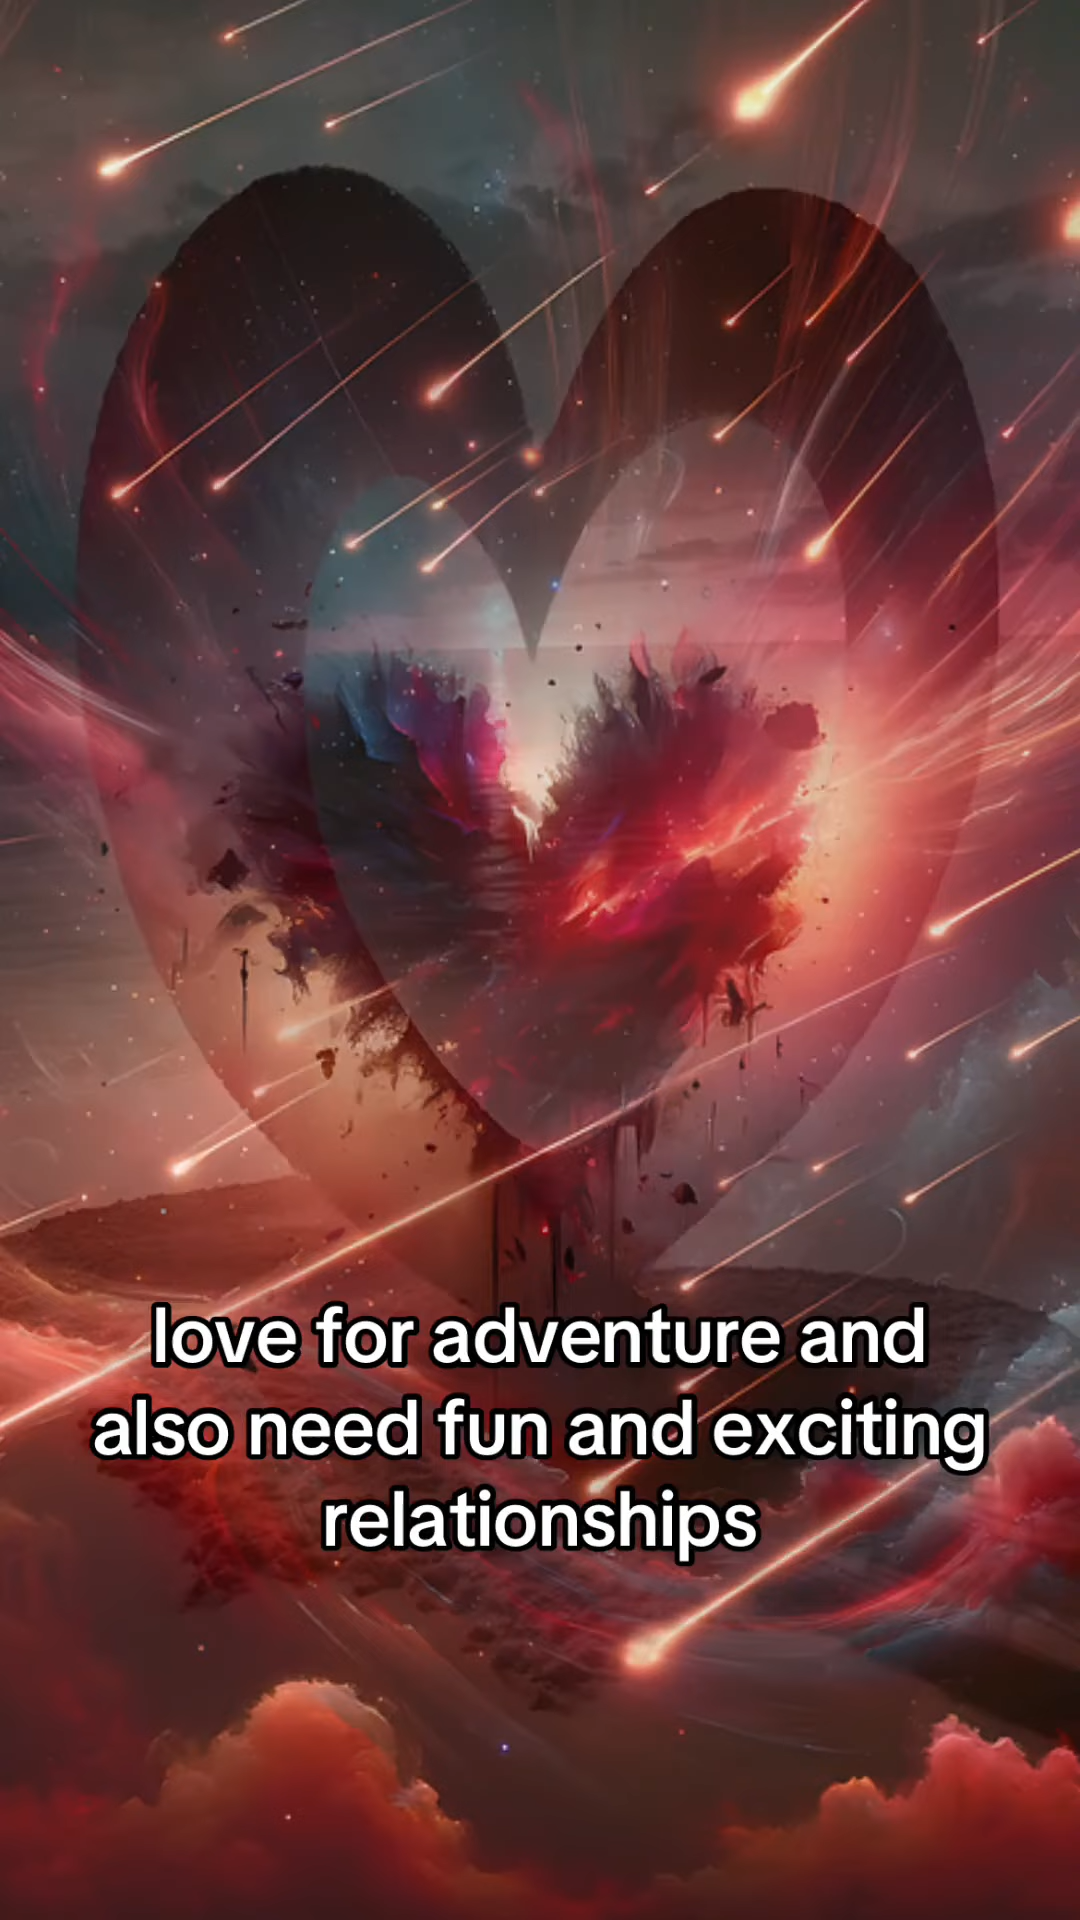 love for adventure and
also need fun and exciting
relationships